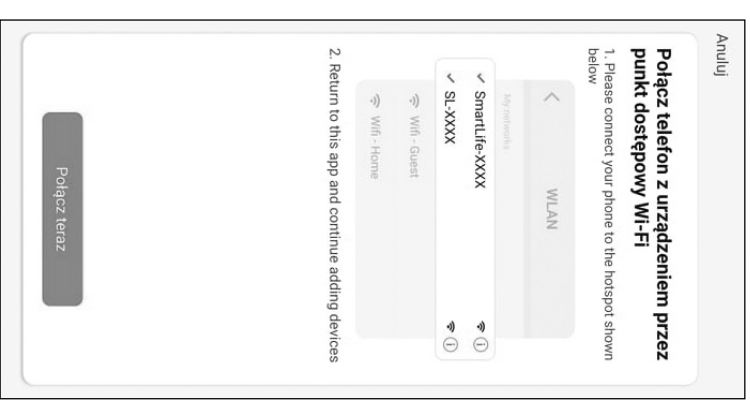 Anuluj
Połącz telefon z urządzeniem przez
punkt dostępowy Wi-Fi
1. Please connect your phone to the hotspot shown
below
WLAN
My networks
SmartLife-XXXX
SL-XXXX
Wifi - Guest
Wifi - Home
2. Return to this app and continue adding devices
Połącz teraz